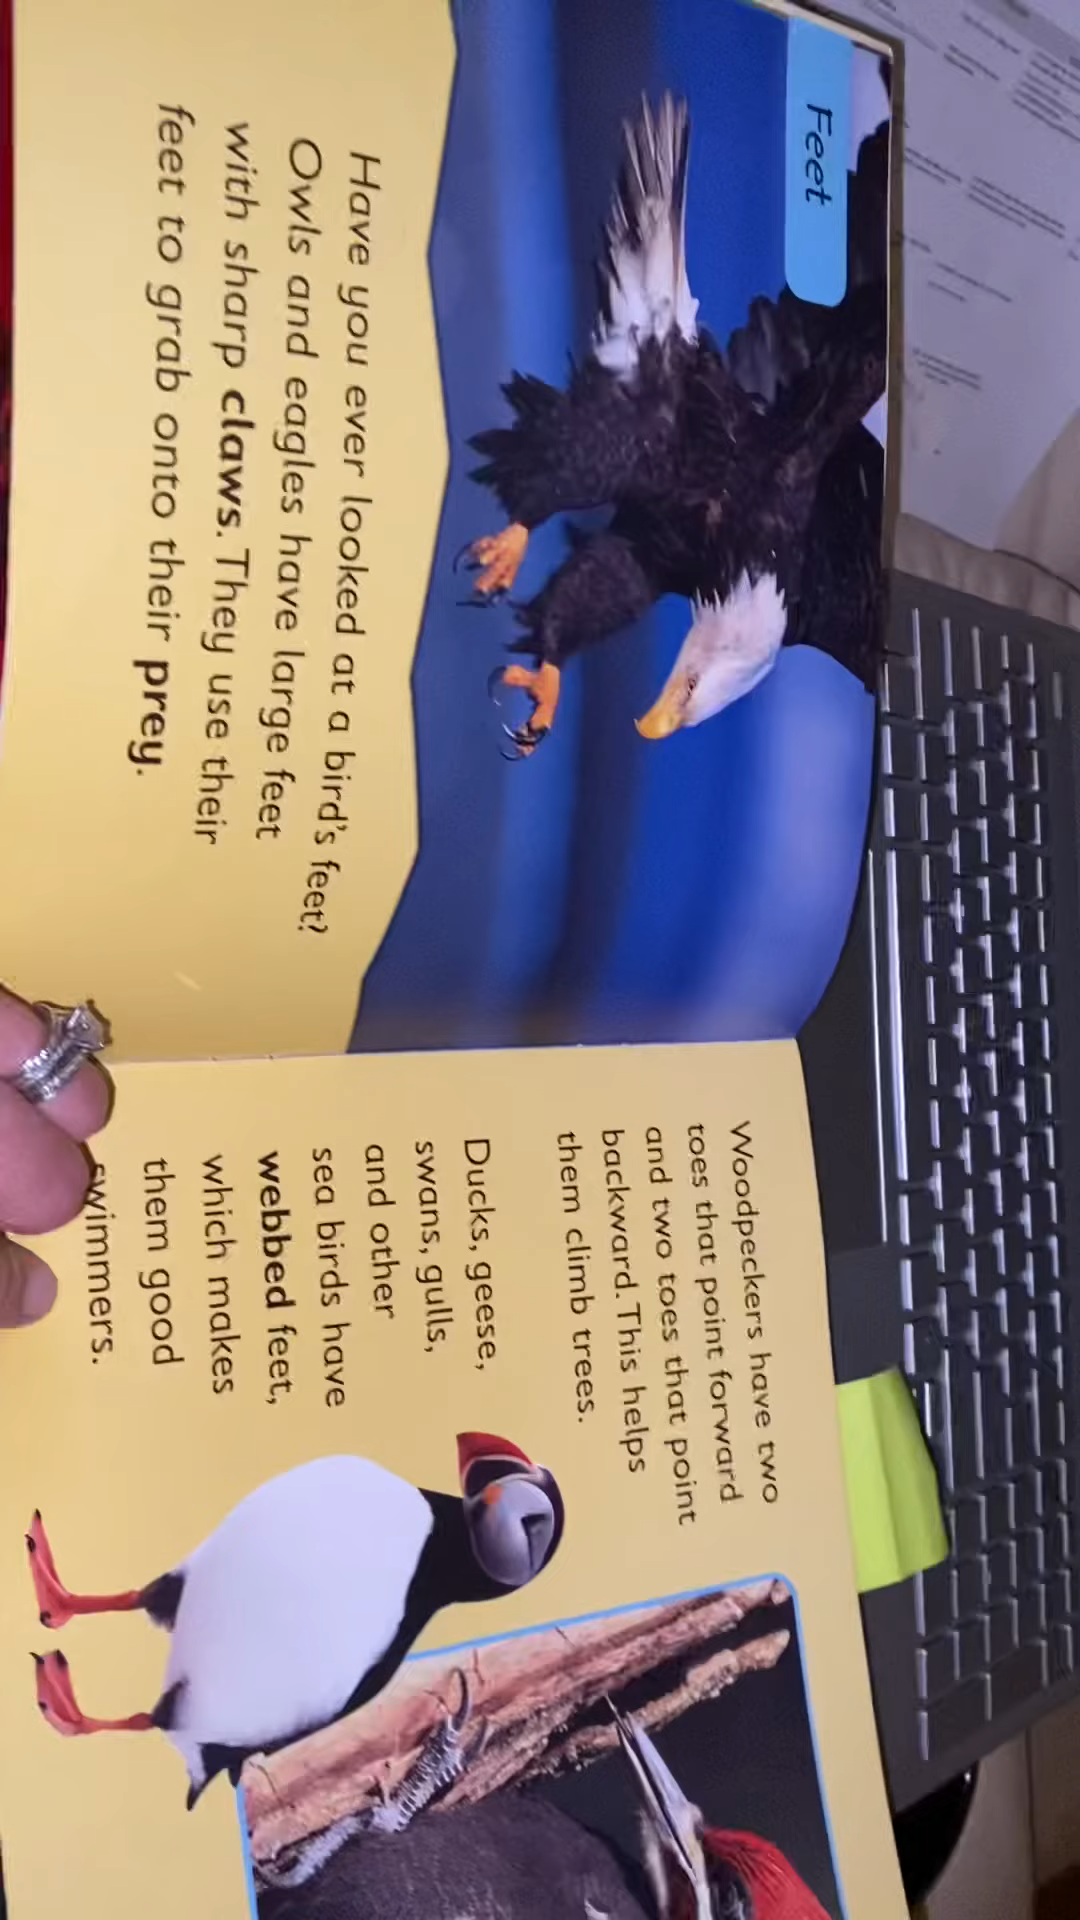 Feet
Have you ever looked at a bird's feet?
Owls and eagles have large feet
with sharp claws. They use their
feet to grab onto their prey.
Woodpeckers have two
toes that point forward
and two toes that point
backward. This helps
them climb trees.
Ducks, geese,
swans, gulls,
and other
sea birds have
webbed feet,
which makes
them good
swimmers.